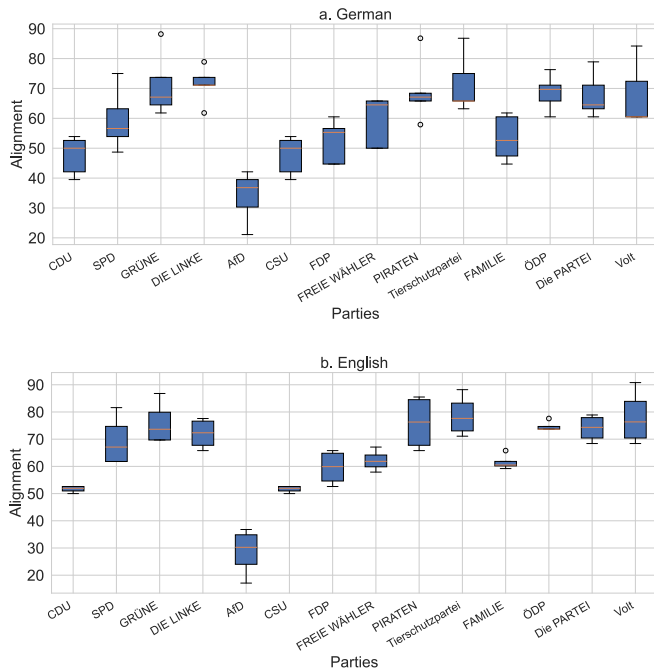 a. German
90
80
70
60
50
40
30
20
Alignment
CDU
SPD
GRÜNE
DIE LINKE
AfD
CSU
FDP
FREIE WÄHLER
PIRATEN
Tierschutzpartei
FAMILIE
ÖDP
Die PARTEI
Volt
Parties
b. English
90
80
70
60
50
40
30
20
Alignment
CDU
SPD
GRÜNE
DIE LINKE
AfD
CSU
FDP
FREIE WÄHLER
PIRATEN
Tierschutzpartei
FAMILIE
ÖDP
Die PARTEI
Volt
Parties